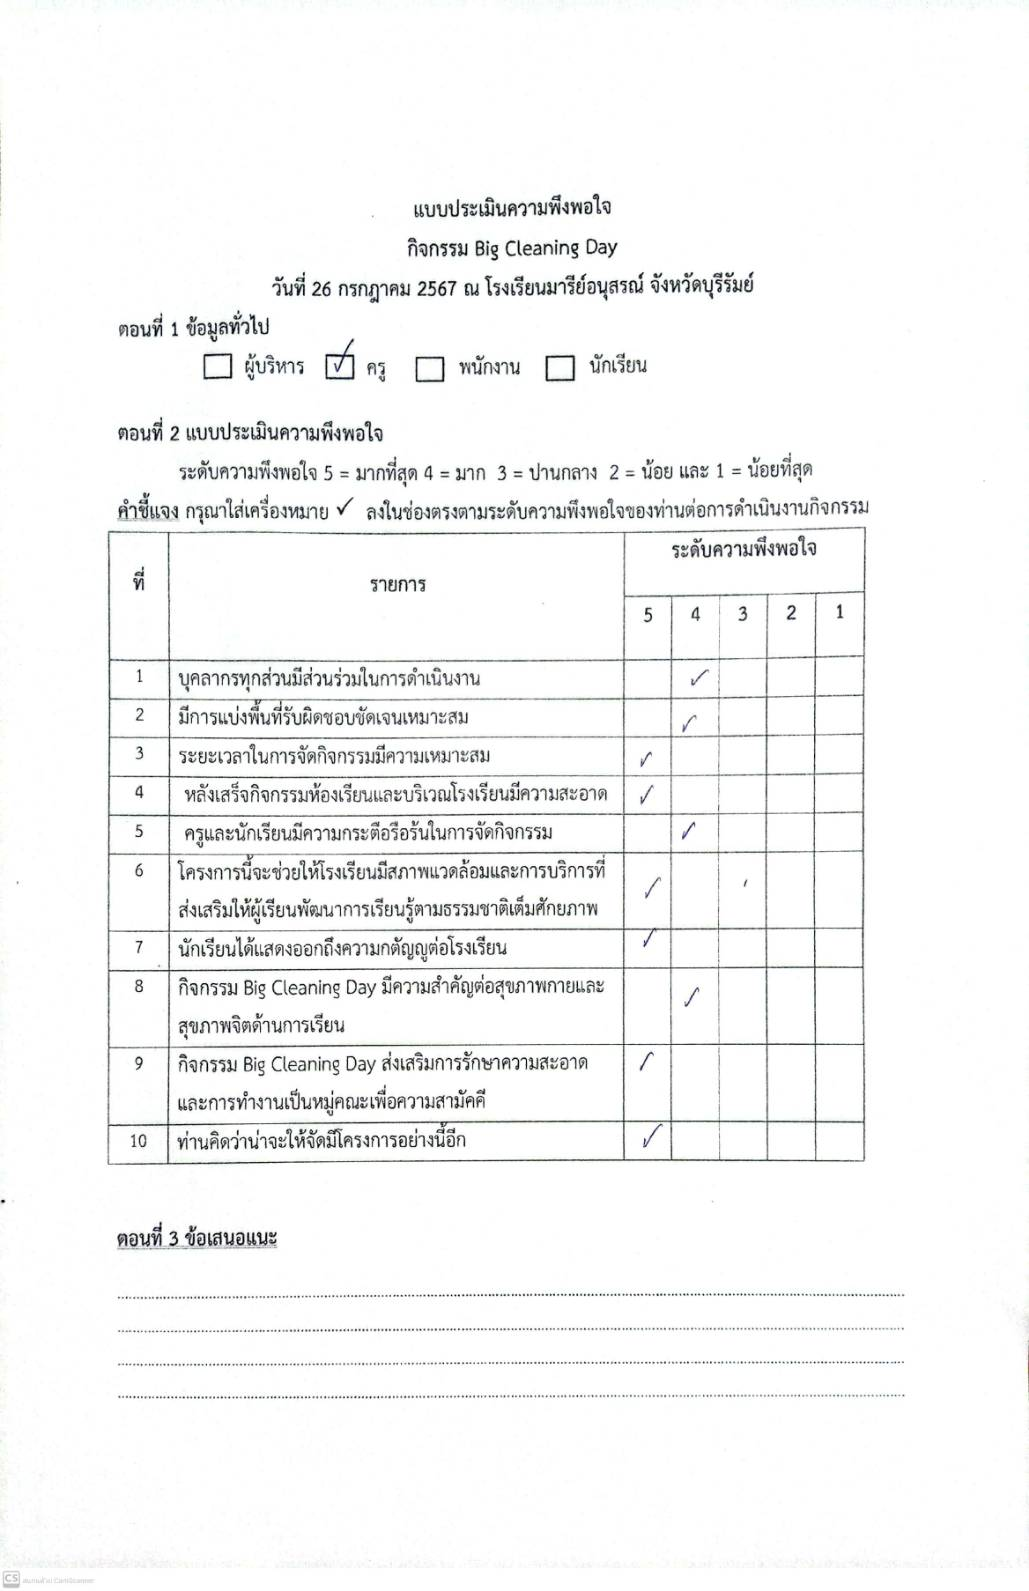 แบบประเมินความพึงพอใจ
กิจกรรม Big Cleaning Day
วันที่ 26 กรกฎาคม 2567 ณ โรงเรียนมารีย์อนุสรณ์ จังหวัดบุรีรัมย์
ตอนที่ 1 ข้อมูลทั่วไป
ผู้บริหาร ✓ ครู พนักงาน นักเรียน
ตอนที่ 2 แบบประเมินความพึงพอใจ
ระดับความพึงพอใจ 5 = มากที่สุด 4 = มาก 3 = ปานกลาง 2 = น้อย และ 1 = น้อยที่สุด
คำชี้แจง กรุณาใส่เครื่องหมาย ✓ ลงในช่องตรงตามระดับความพึงพอใจของท่านต่อการดำเนินงานกิจกรรม
ที่ รายการ ระดับความพึงพอใจ
5 4 3 2 1
1 บุคลากรทุกส่วนมีส่วนร่วมในการดำเนินงาน ✓
2 มีการแบ่งพื้นที่รับผิดชอบชัดเจนเหมาะสม ✓
3 ระยะเวลาในการจัดกิจกรรมมีความเหมาะสม ✓
4 หลังเสร็จกิจกรรมห้องเรียนและบริเวณโรงเรียนมีความสะอาด ✓
5 ครูและนักเรียนมีความกระตือรือร้นในการจัดกิจกรรม ✓
6 โครงการนี้จะช่วยให้โรงเรียนมีสภาพแวดล้อมและการบริการที่ ✓
ส่งเสริมให้ผู้เรียนพัฒนาการเรียนรู้ตามธรรมชาติเต็มศักยภาพ
7 นักเรียนได้แสดงออกถึงความกตัญญูต่อโรงเรียน ✓
8 กิจกรรม Big Cleaning Day มีความสำคัญต่อสุขภาพกายและ ✓
สุขภาพจิตด้านการเรียน
9 กิจกรรม Big Cleaning Day ส่งเสริมการรักษาความสะอาด ✓
และการทำงานเป็นหมู่คณะเพื่อความสามัคคี
10 ท่านคิดว่าน่าจะให้จัดมีโครงการอย่างนี้อีก ✓
ตอนที่ 3 ข้อเสนอแนะ
CS สแกนด้วย CamScanner